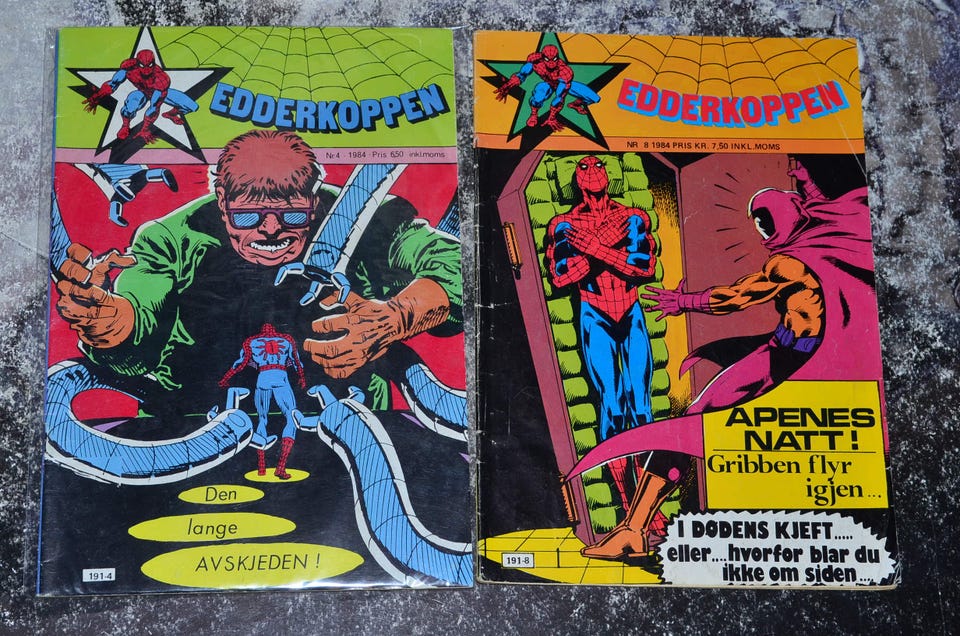 EDDERKOPPEN
Nr 4 - 1984 - Pris 6,50 inkl.moms
Den
lange
AVSKJEDEN!
191-4
EDDERKOPPEN
NR 8 1984 PRIS KR. 7,50 INKL.MOMS
APENES
NATT!
Gribben flyr
igjen...
I DØDENS KJEFT.....
eller....hvorfor blar du
ikke om siden....
191-8